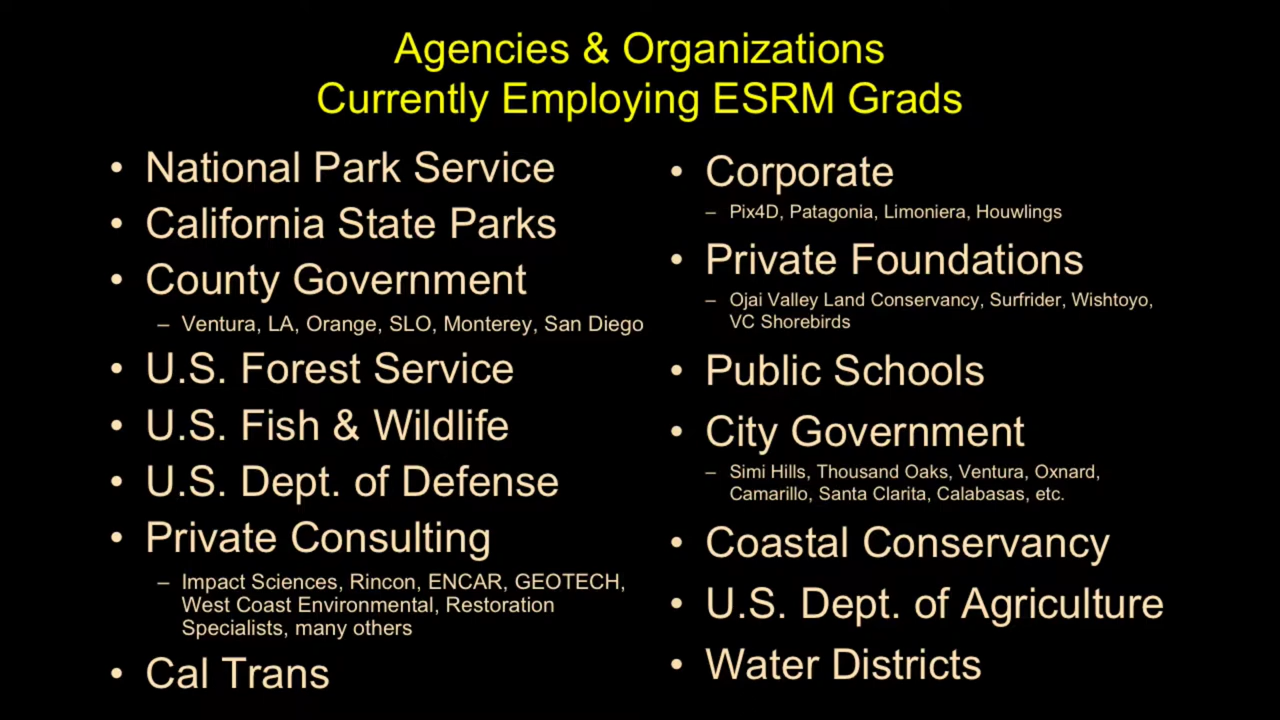 Agencies & Organizations
Currently Employing ESRM Grads
• National Park Service
• California State Parks
• County Government
– Ventura, LA, Orange, SLO, Monterey, San Diego
• U.S. Forest Service
• U.S. Fish & Wildlife
• U.S. Dept. of Defense
• Private Consulting
– Impact Sciences, Rincon, ENCAR, GEOTECH,
West Coast Environmental, Restoration
Specialists, many others
• Cal Trans
• Corporate
– Pix4D, Patagonia, Limoniera, Houwlings
• Private Foundations
– Ojai Valley Land Conservancy, Surfrider, Wishtoyo,
VC Shorebirds
• Public Schools
• City Government
– Simi Hills, Thousand Oaks, Ventura, Oxnard,
Camarillo, Santa Clarita, Calabasas, etc.
• Coastal Conservancy
• U.S. Dept. of Agriculture
• Water Districts